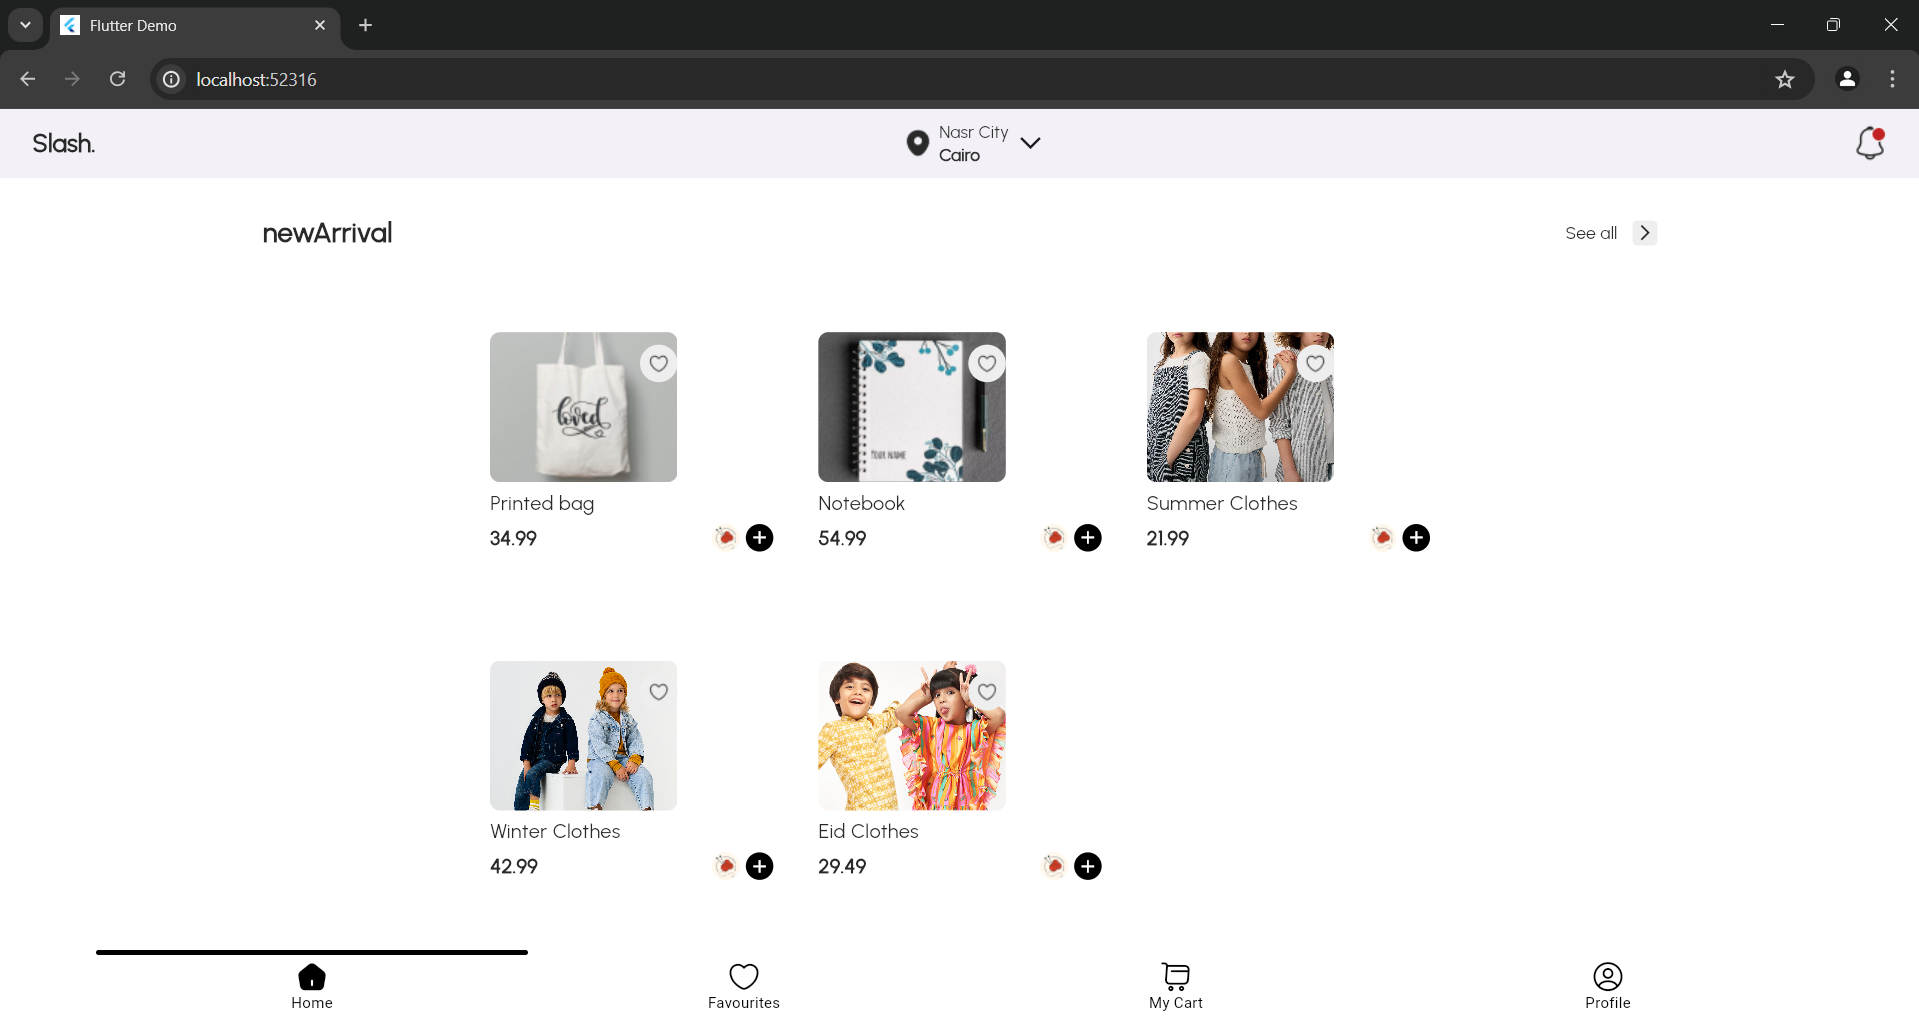 Flutter Demo
localhost:52316
Slash.
Nasr City
Cairo
newArrival
See all
loved
YOUR NAME
Printed bag
Notebook
Summer Clothes
34.99
54.99
21.99
Winter Clothes
Eid Clothes
42.99
29.49
Home
Favourites
My Cart
Profile